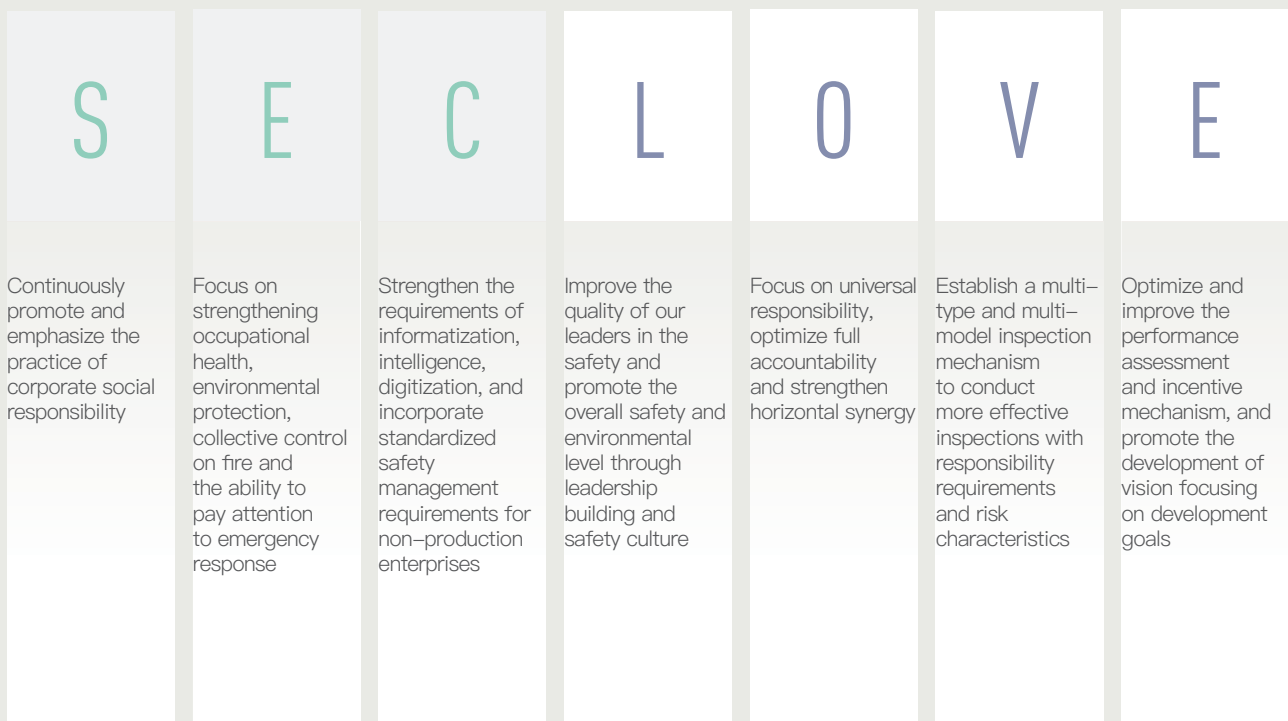 S
Continuously
promote and
emphasize the
practice of
corporate social
responsibility
E
Focus on
strengthening
occupational
health,
environmental
protection,
collective control
on fire and
the ability to
pay attention
to emergency
response
C
Strengthen the
requirements of
informatization,
intelligence,
digitization, and
incorporate
standardized
safety
management
requirements for
non–production
enterprises
L
Improve the
quality of our
leaders in the
safety and
promote the
overall safety and
environmental
level through
leadership
building and
safety culture
O
Focus on universal
responsibility,
optimize full
accountability
and strengthen
horizontal synergy
V
Establish a multi–
type and multi–
model inspection
mechanism
to conduct
more effective
inspections with
responsibility
requirements
and risk
characteristics
E
Optimize and
improve the
performance
assessment
and incentive
mechanism, and
promote the
development of
vision focusing
on development
goals